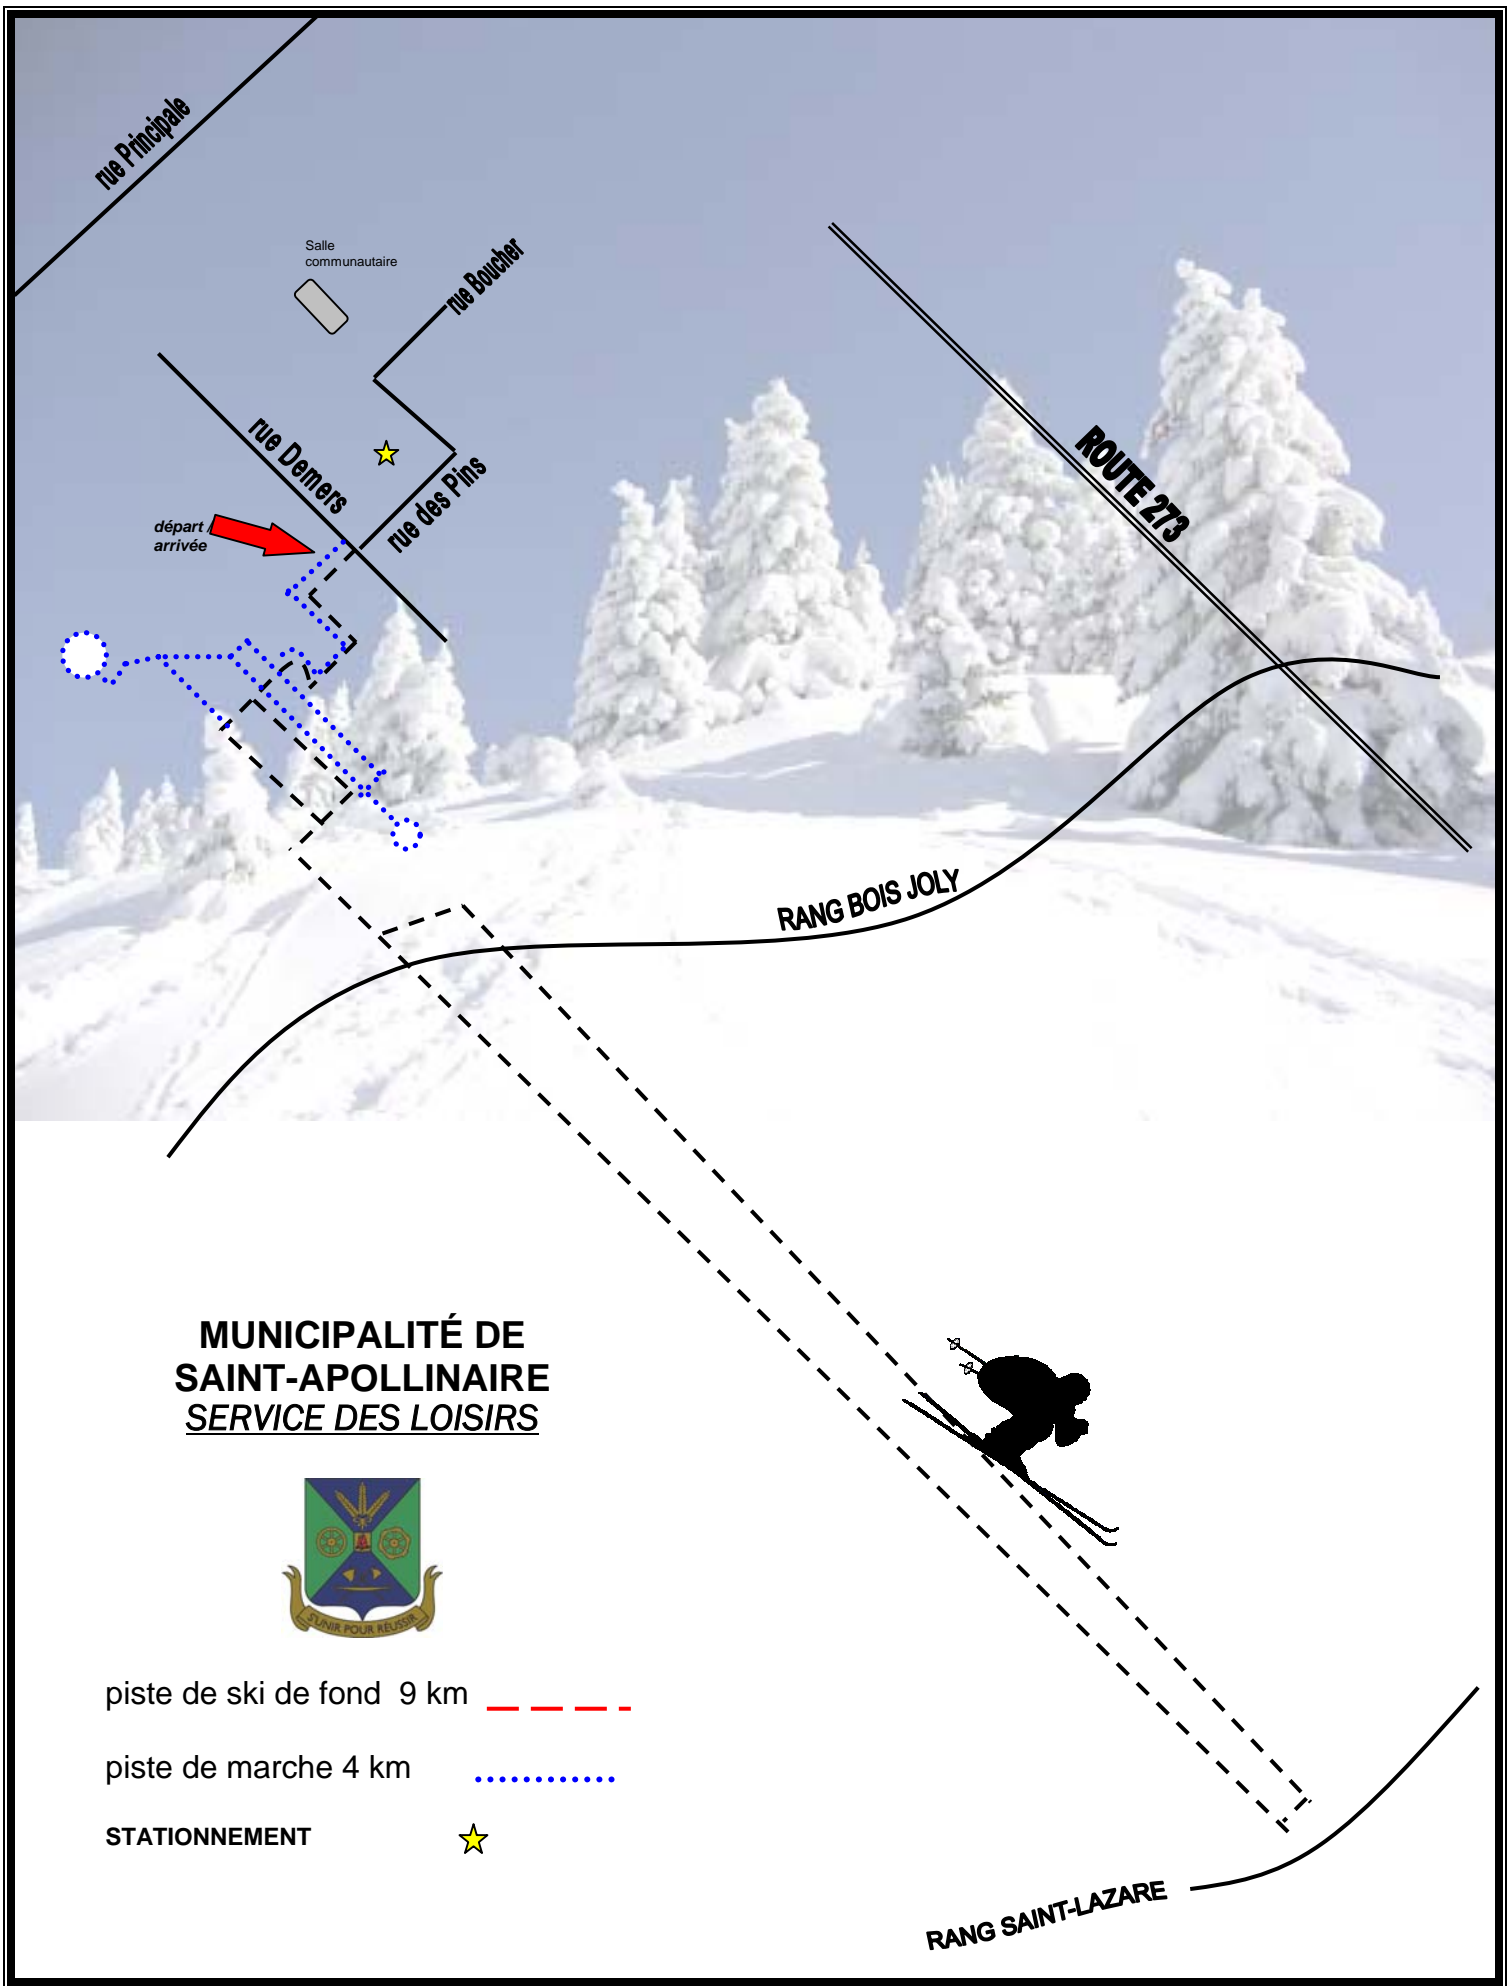 rue Principale
Salle
communautaire
rue Boucher
rue Demers
rue des Pins
départ /
arrivée
ROUTE 273
RANG BOIS JOLY
MUNICIPALITÉ DE
SAINT-APOLLINAIRE
SERVICE DES LOISIRS
S'UNIR POUR RÉUSSIR
piste de ski de fond 9 km
piste de marche 4 km
STATIONNEMENT
RANG SAINT-LAZARE